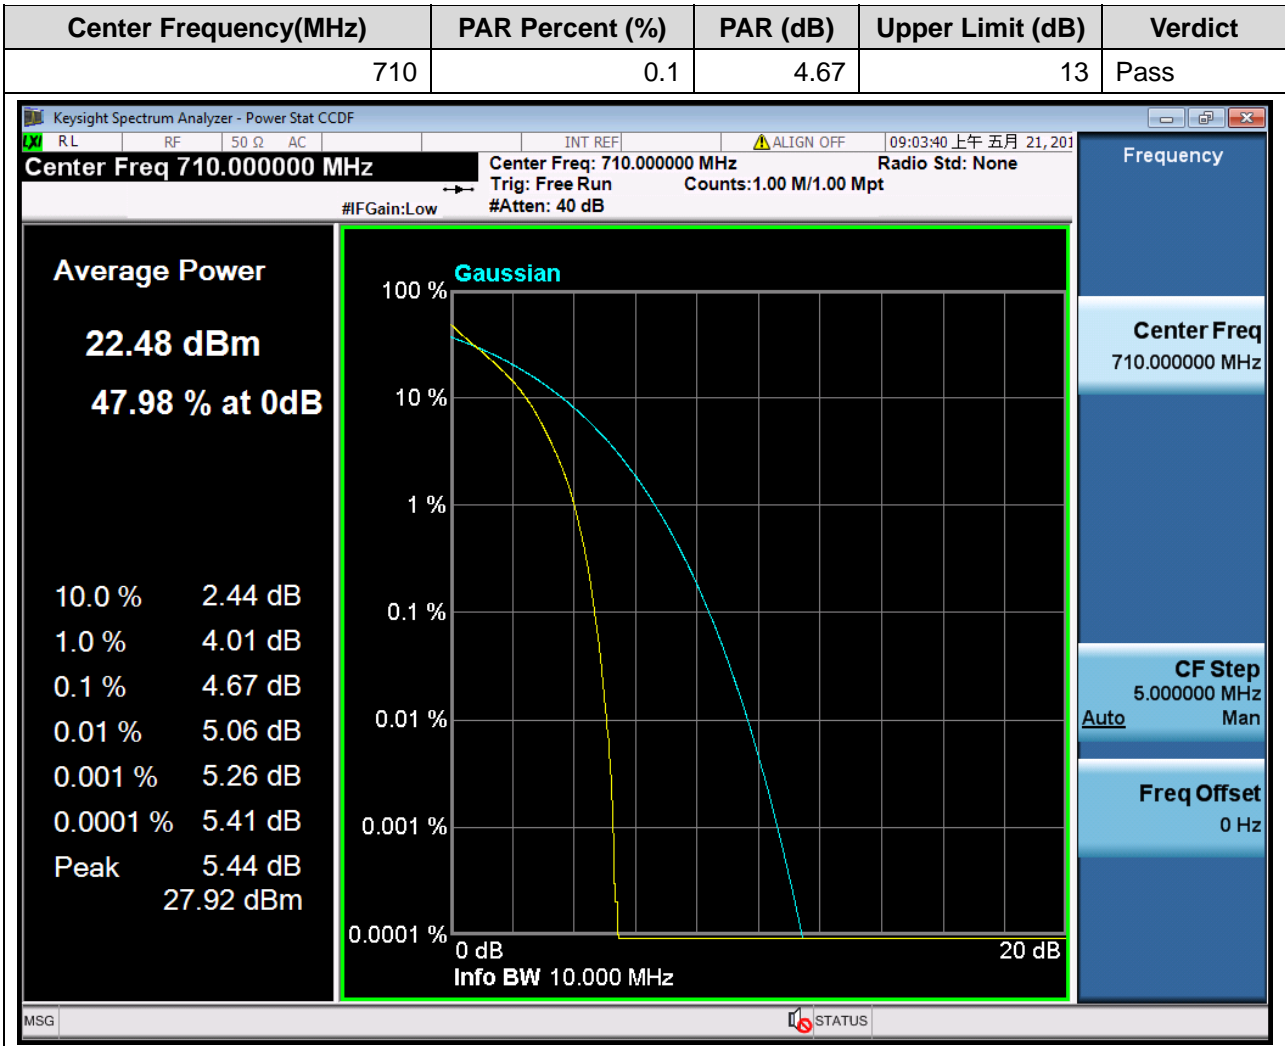 Center Frequency(MHz) PAR Percent (%) PAR (dB) Upper Limit (dB) Verdict
710 0.1 4.67 13 Pass
Keysight Spectrum Analyzer - Power Stat CCDF
LXI RL RF 50 Ω AC INT REF ALIGN OFF 09:03:40 上午 五月 21, 201
Center Freq 710.000000 MHz
Center Freq: 710.000000 MHz Radio Std: None
Trig: Free Run Counts:1.00 M/1.00 Mpt
#IFGain:Low #Atten: 40 dB
Average Power
22.48 dBm
47.98 % at 0dB
10.0 % 2.44 dB
1.0 % 4.01 dB
0.1 % 4.67 dB
0.01 % 5.06 dB
0.001 % 5.26 dB
0.0001 % 5.41 dB
Peak 5.44 dB
27.92 dBm
Gaussian
100 %
10 %
1 %
0.1 %
0.01 %
0.001 %
0.0001 %
0 dB 20 dB
Info BW 10.000 MHz
Frequency
Center Freq
710.000000 MHz
CF Step
5.000000 MHz
Auto Man
Freq Offset
0 Hz
MSG STATUS